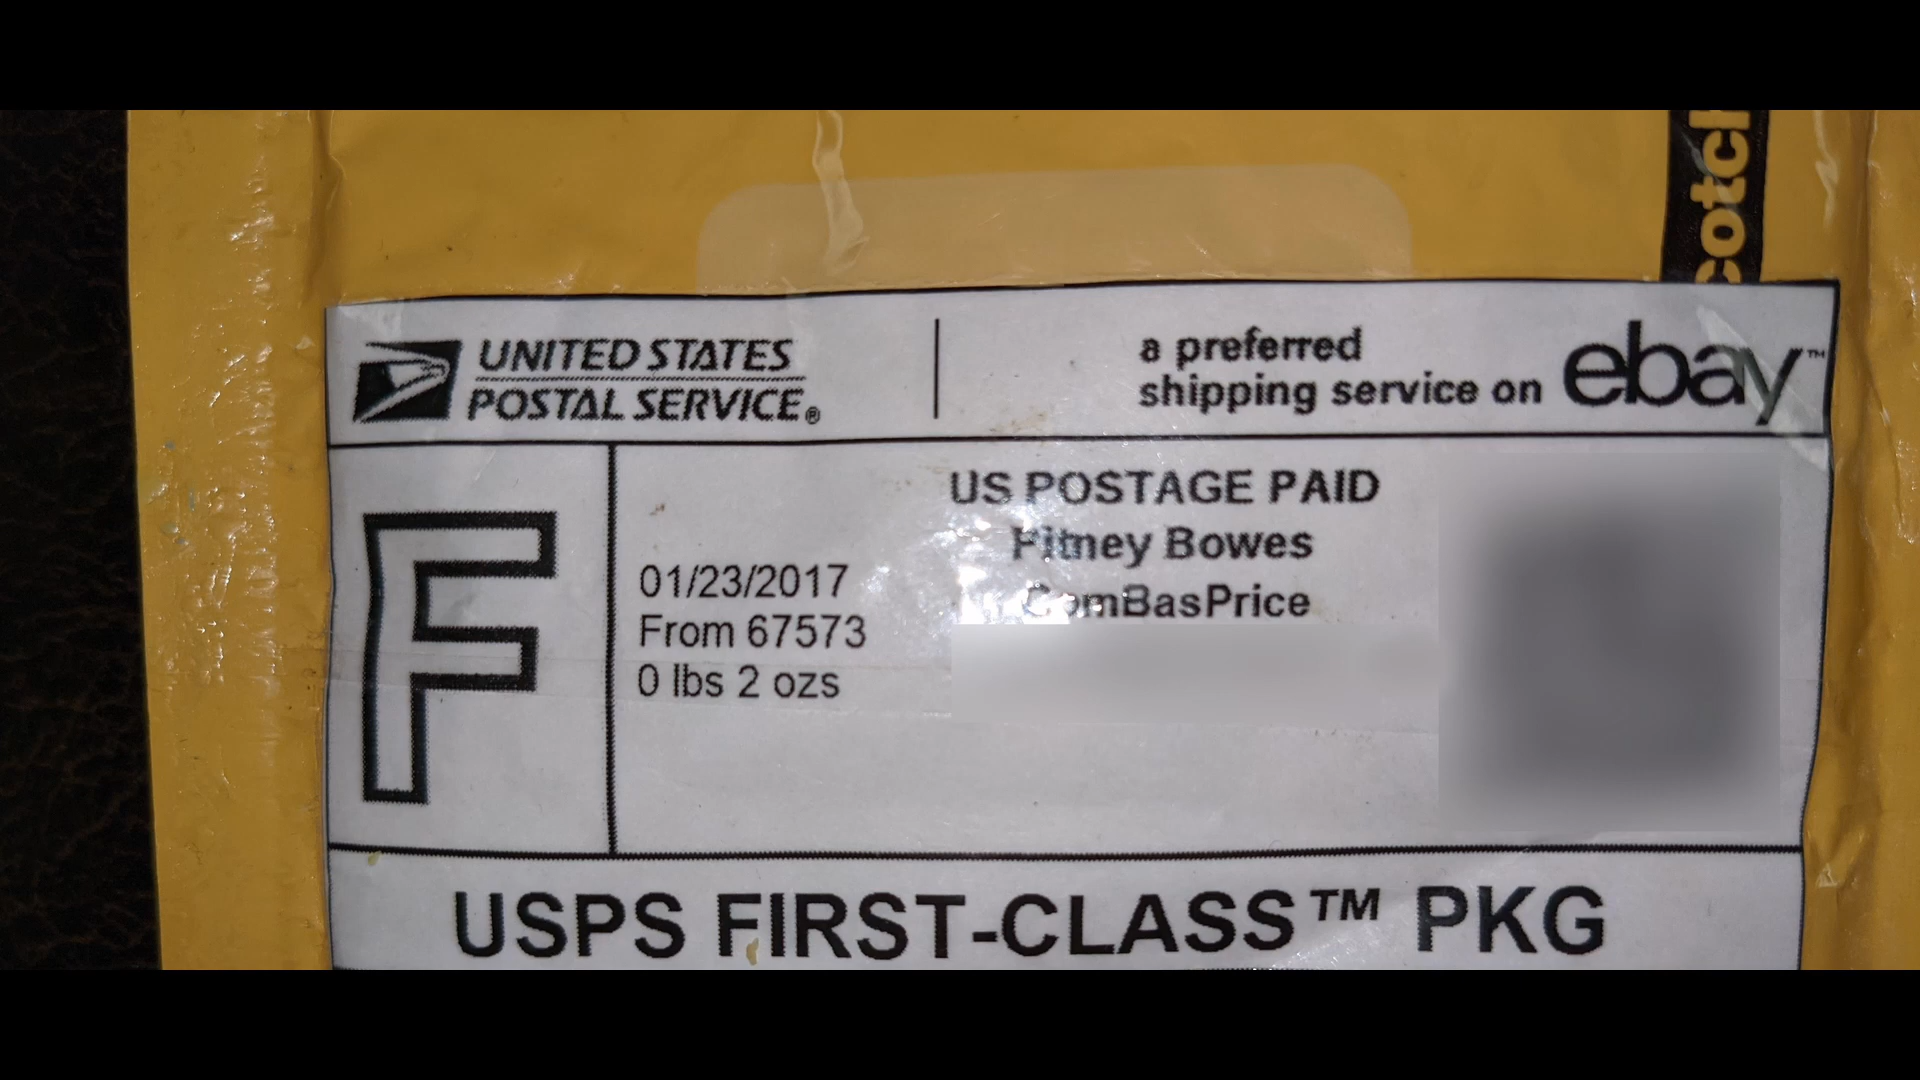 UNITED STATES
POSTAL SERVICE®
a preferred
shipping service on ebay™
F
01/23/2017
From 67573
0 lbs 2 ozs
US POSTAGE PAID
Pitney Bowes
ComBasPrice
USPS FIRST-CLASS™ PKG
cotch